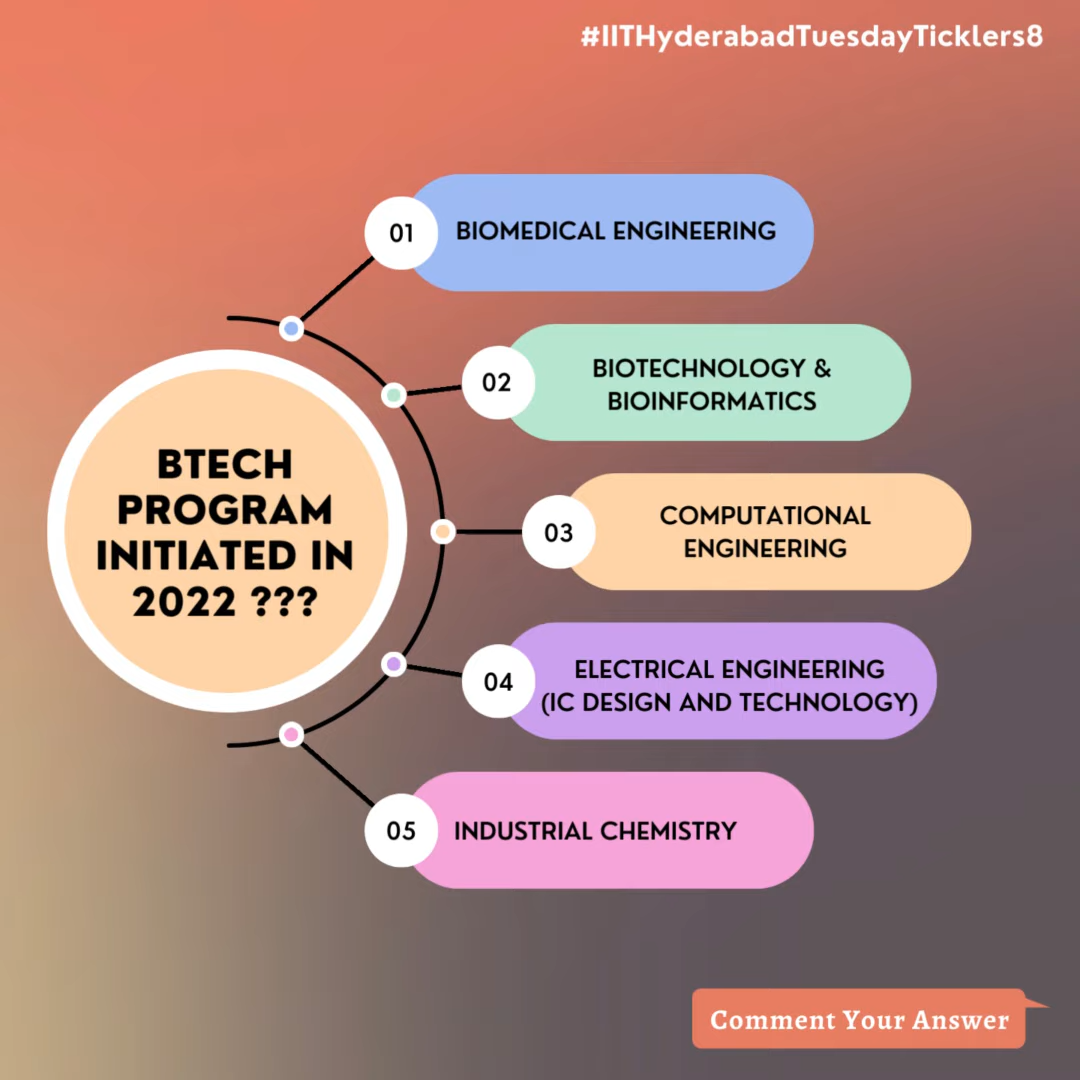 #IITHyderabadTuesdayTicklers8
01
BIOMEDICAL ENGINEERING
02
BIOTECHNOLOGY &
BIOINFORMATICS
BTECH
PROGRAM
INITIATED IN
2022 ???
03
COMPUTATIONAL
ENGINEERING
04
ELECTRICAL ENGINEERING
(IC DESIGN AND TECHNOLOGY)
05
INDUSTRIAL CHEMISTRY
Comment Your Answer